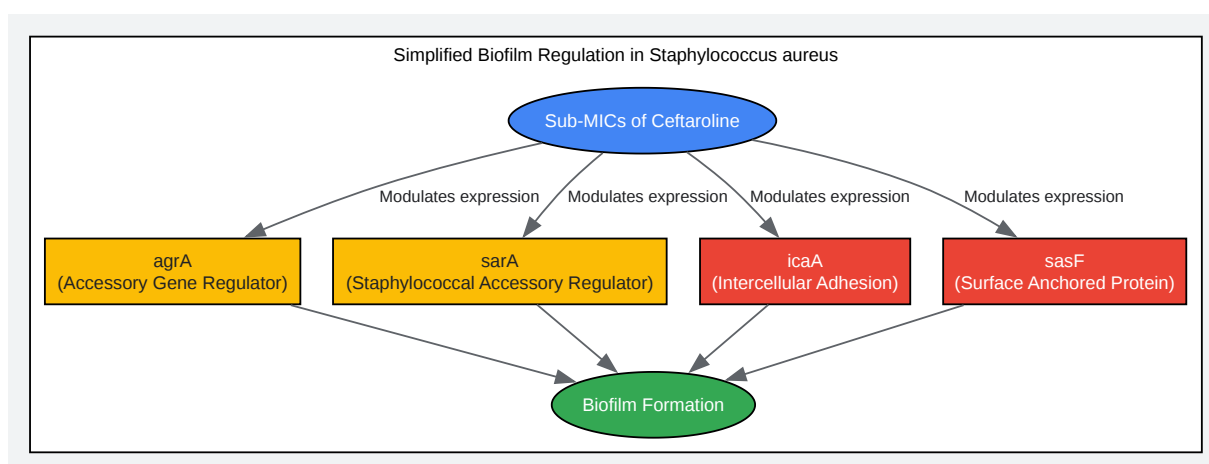 Simplified Biofilm Regulation in Staphylococcus aureus
Sub-MICs of Ceftaroline
Modulates expression
Modulates expression
Modulates expression
Modulates expression
agrA
(Accessory Gene Regulator)
sarA
(Staphylococcal Accessory Regulator)
icaA
(Intercellular Adhesion)
sasF
(Surface Anchored Protein)
Biofilm Formation